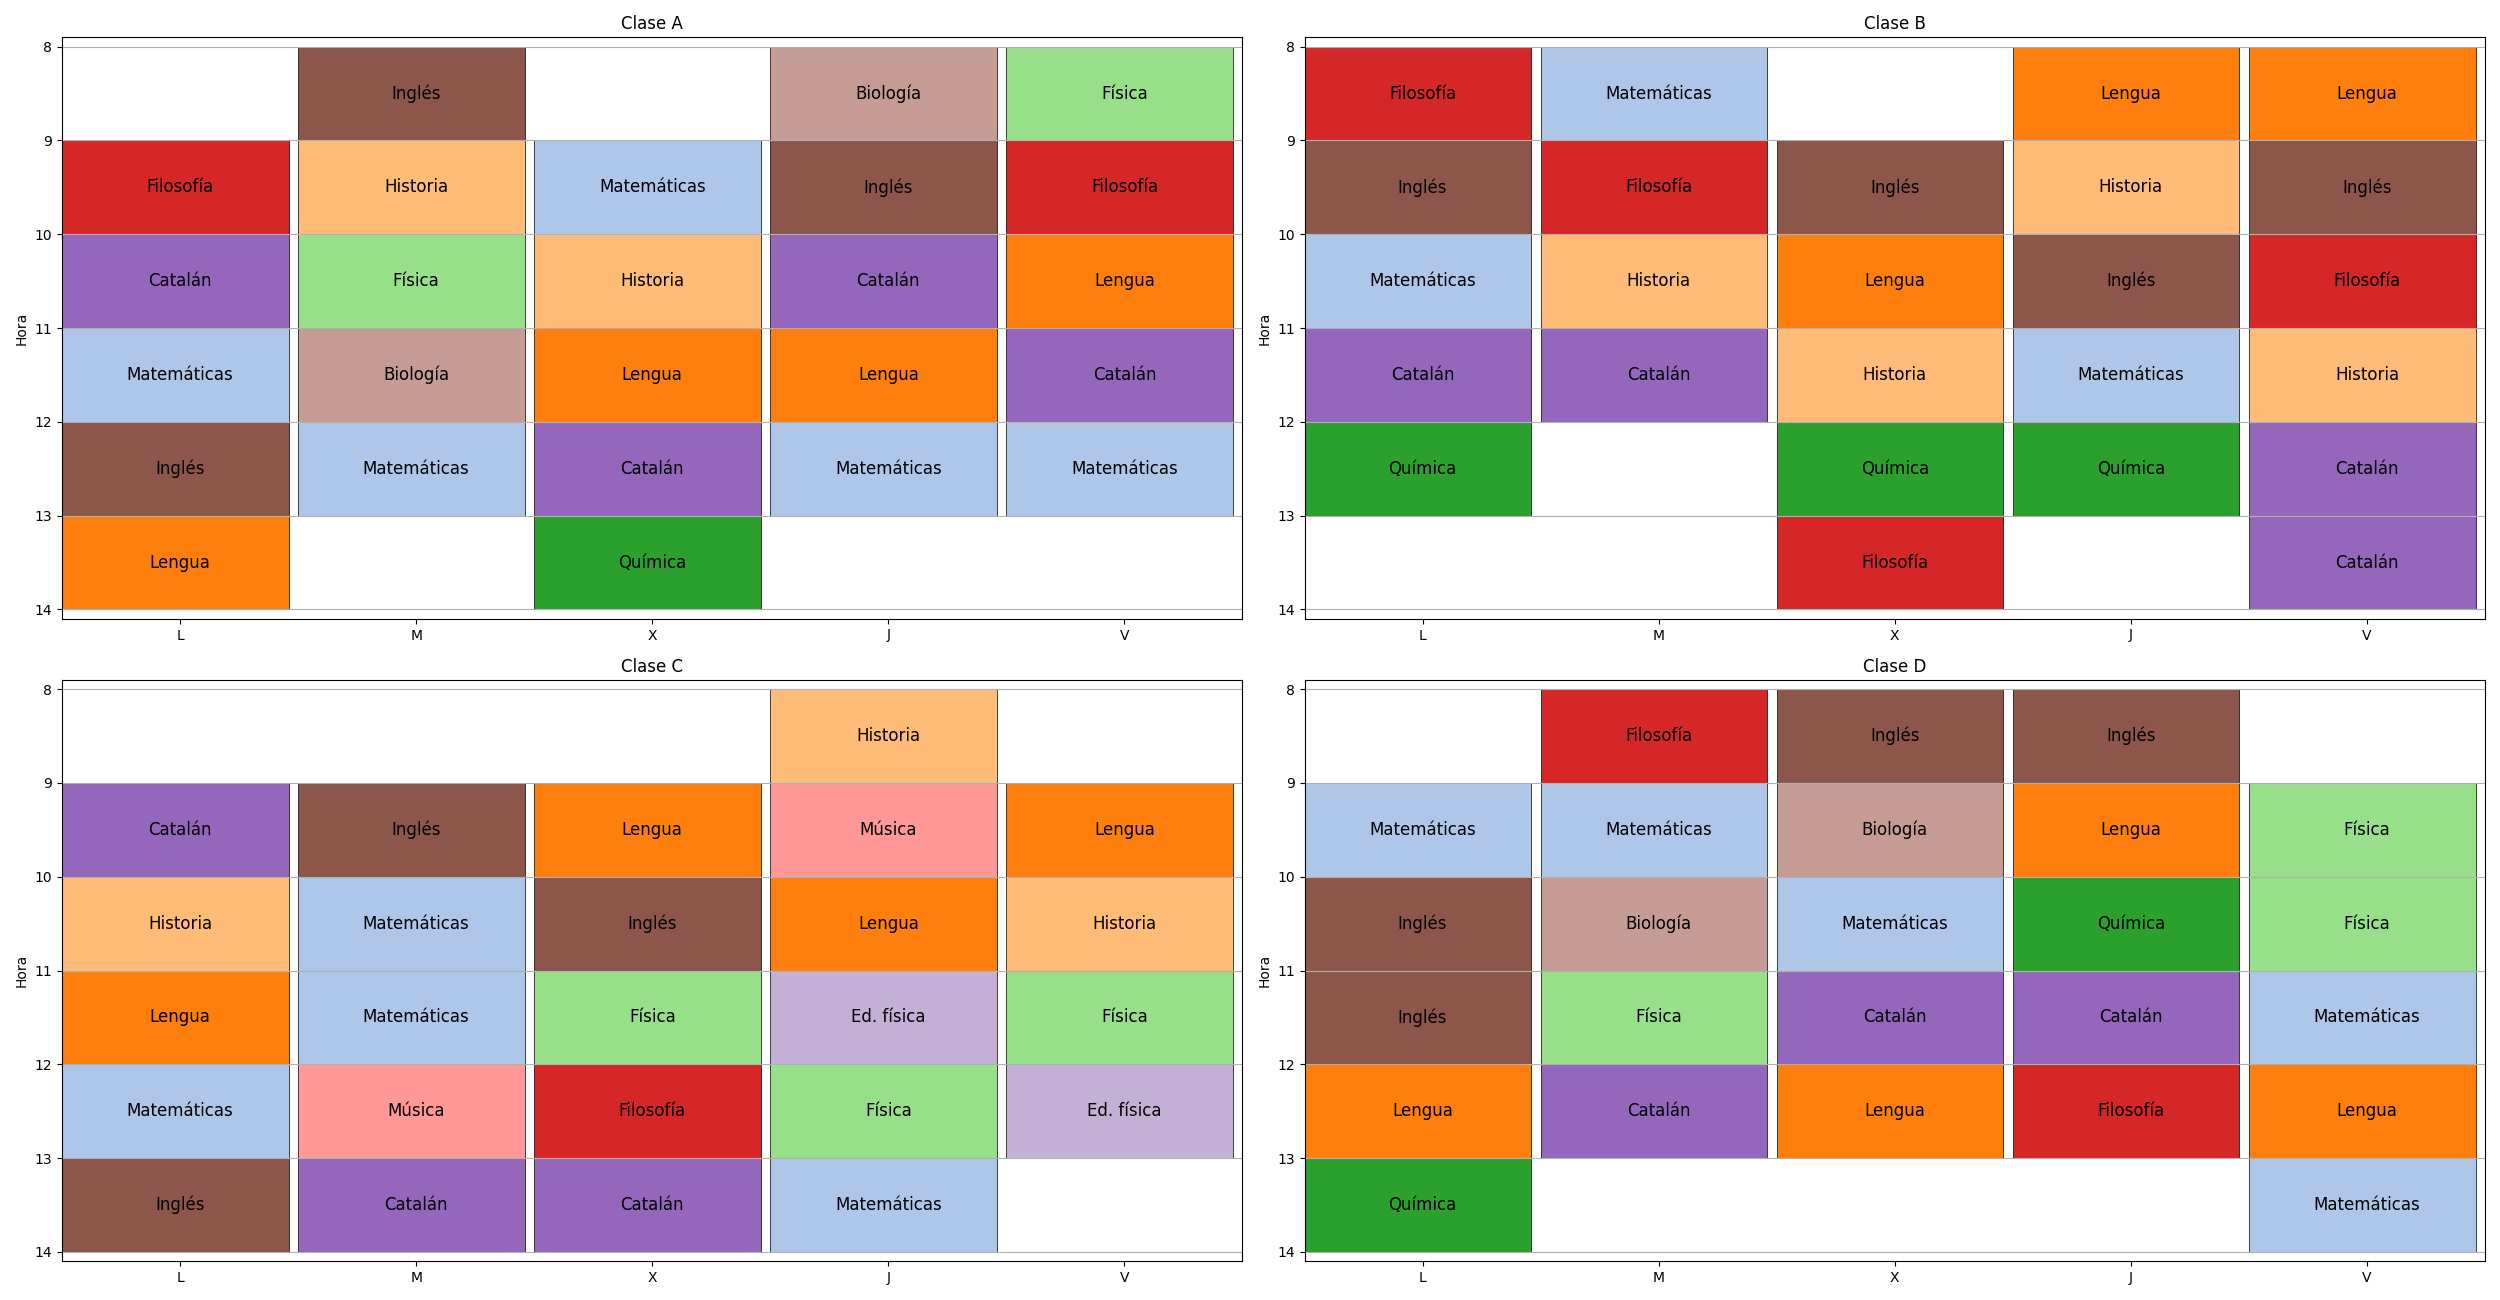 Clase A
8 Inglés Biología Física
9 Filosofía Historia Matemáticas Inglés Filosofía
10 Catalán Física Historia Catalán Lengua
Hora
11 Matemáticas Biología Lengua Lengua Catalán
12 Inglés Matemáticas Catalán Matemáticas Matemáticas
13 Lengua Química
14
L M X J V
Clase B
8 Filosofía Matemáticas Lengua Lengua
9 Inglés Filosofía Inglés Historia Inglés
10 Matemáticas Historia Lengua Inglés Filosofía
Hora
11 Catalán Catalán Historia Matemáticas Historia
12 Química Química Química Catalán
13 Filosofía Catalán
14
L M X J V
Clase C
8 Historia
9 Catalán Inglés Lengua Música Lengua
10 Historia Matemáticas Inglés Lengua Historia
Hora
11 Lengua Matemáticas Física Ed. física Física
12 Matemáticas Música Filosofía Física Ed. física
13 Inglés Catalán Catalán Matemáticas
14
L M X J V
Clase D
8 Filosofía Inglés Inglés
9 Matemáticas Matemáticas Biología Lengua Física
10 Inglés Biología Matemáticas Química Física
Hora
11 Inglés Física Catalán Catalán Matemáticas
12 Lengua Catalán Lengua Filosofía Lengua
13 Química Matemáticas
14
L M X J V